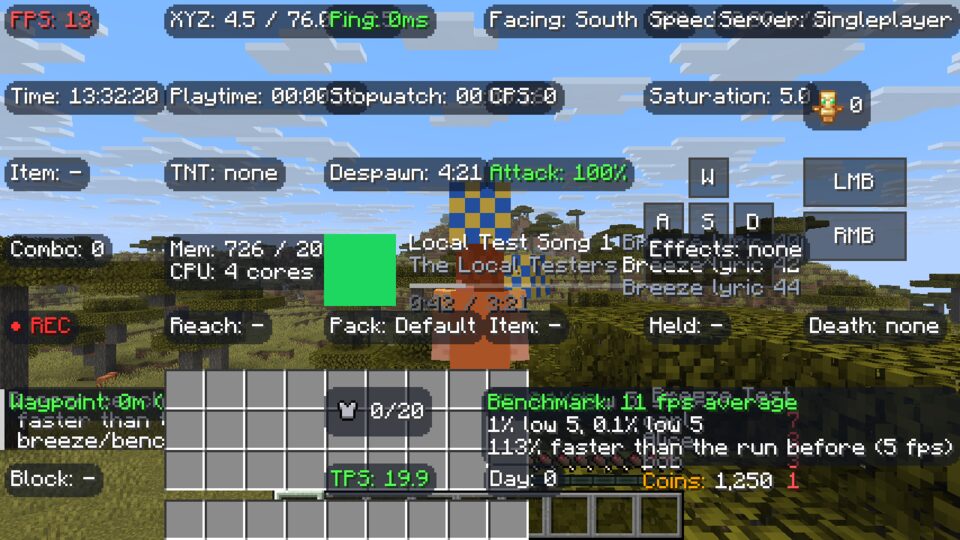 FPS: 13
XYZ: 4.5 / 76.0
Ping: 0ms
Facing: South
Speed
Server: Singleplayer
Time: 13:32:20
Playtime: 00:00
Stopwatch: 00
CPS: 0
Saturation: 5.0
0
Item: -
TNT: none
Despawn: 4:21
Attack: 100%
W
LMB
A
S
D
RMB
Combo: 0
Mem: 726 / 20
CPU: 4 cores
Local Test Song 1
The Local Testers
0:42 / 3:21
Effects: none
Breeze lyric 42
Breeze lyric 44
● REC
Reach: -
Pack: Default
Item: -
Held: -
Death: none
Waypoint: 0m
faster than
breeze/benc
0/20
Breeze Test
Benchmark: 11 fps average
1% low 5, 0.1% low 5
113% faster than the run before (5 fps)
Block: -
TPS: 19.9
Day: 0
Coins: 1,250
1